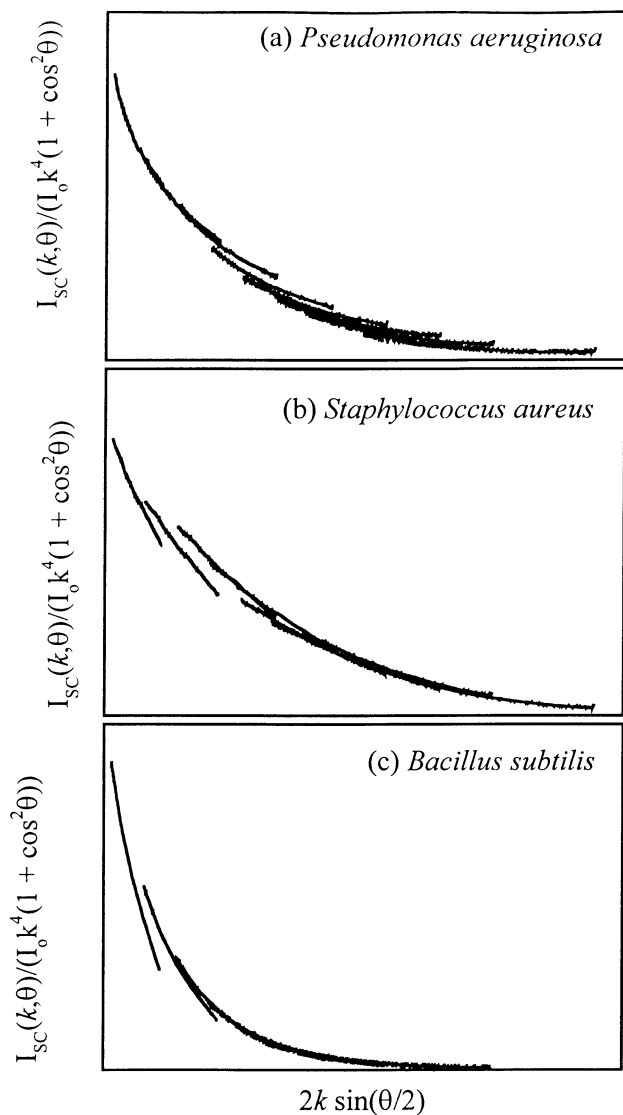 (a) Pseudomonas aeruginosa
I_SC(k,θ)/(I_o k^4(1 + cos^2θ))
(b) Staphylococcus aureus
I_SC(k,θ)/(I_o k^4(1 + cos^2θ))
(c) Bacillus subtilis
I_SC(k,θ)/(I_o k^4(1 + cos^2θ))
2k sin(θ/2)